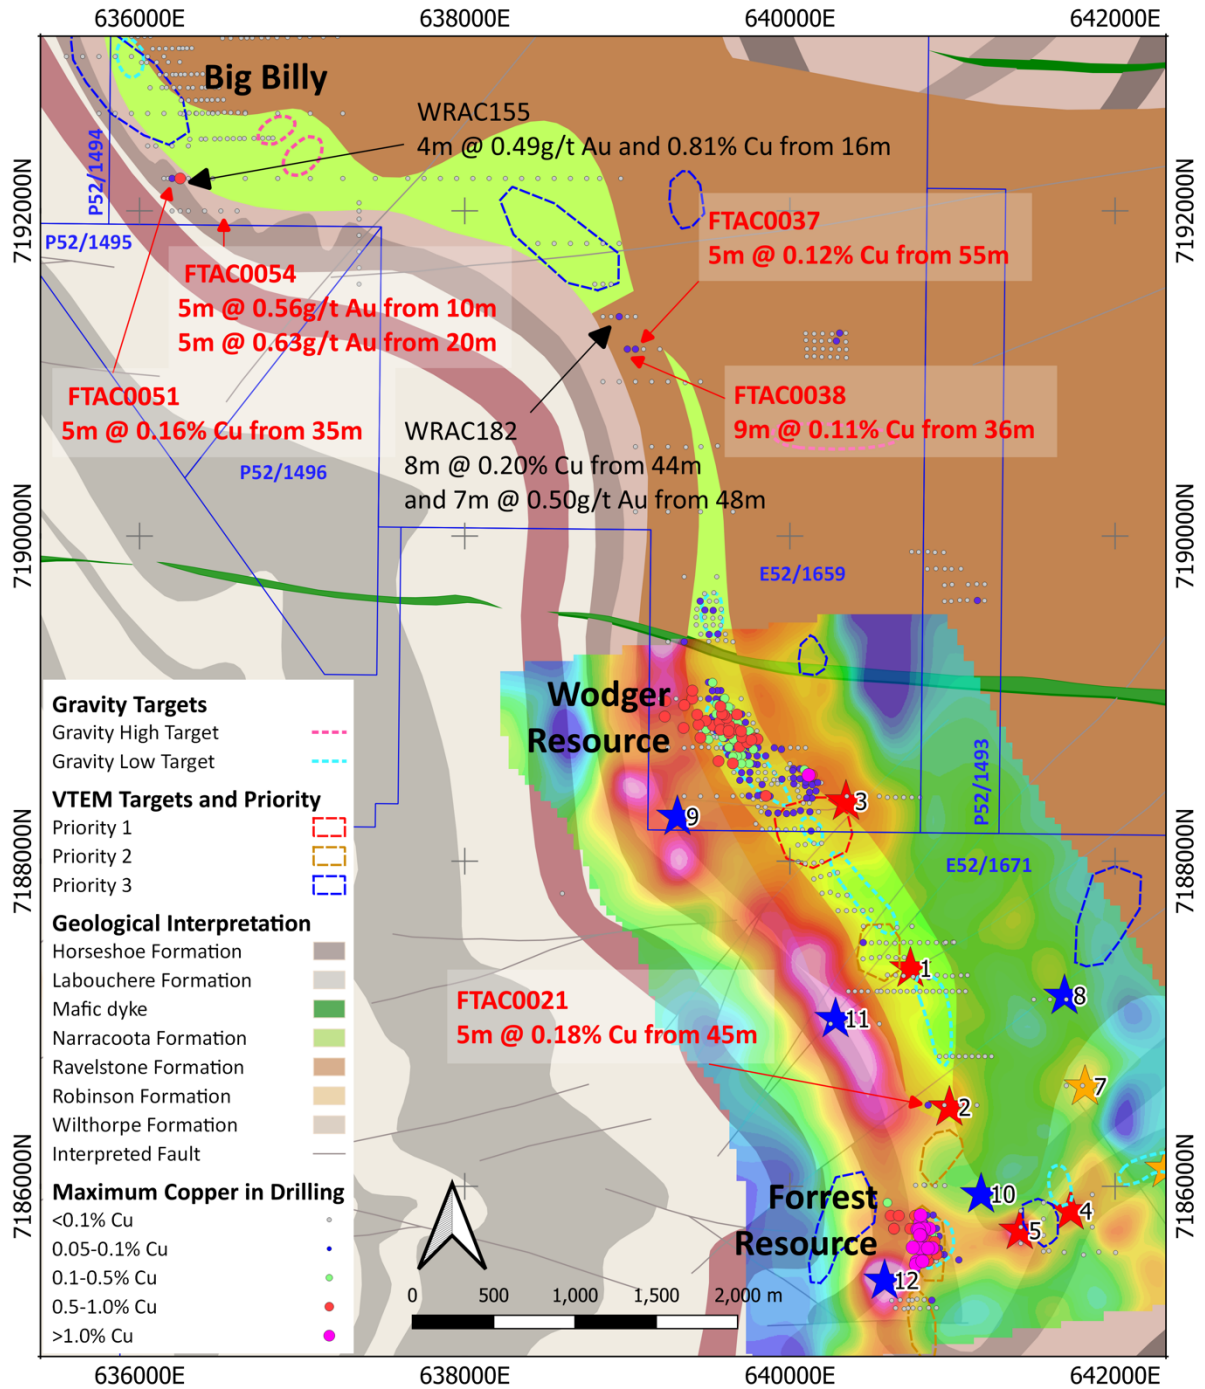 636000E
638000E
640000E
642000E
Big Billy
WRAC155
4m @ 0.49g/t Au and 0.81% Cu from 16m
P52/1494
7192000N
7192000N
P52/1495
FTAC0037
5m @ 0.12% Cu from 55m
FTAC0054
5m @ 0.56g/t Au from 10m
5m @ 0.63g/t Au from 20m
FTAC0051
5m @ 0.16% Cu from 35m
FTAC0038
9m @ 0.11% Cu from 36m
WRAC182
8m @ 0.20% Cu from 44m
and 7m @ 0.50g/t Au from 48m
P52/1496
7190000N
7190000N
E52/1659
Wodger
Resource
P52/1493
3
9
7188000N
7188000N
E52/1671
1
8
11
FTAC0021
5m @ 0.18% Cu from 45m
7
2
7186000N
7186000N
Forrest
Resource
10
4
5
12
Gravity Targets
Gravity High Target
Gravity Low Target
VTEM Targets and Priority
Priority 1
Priority 2
Priority 3
Geological Interpretation
Horseshoe Formation
Labouchere Formation
Mafic dyke
Narracoota Formation
Ravelstone Formation
Robinson Formation
Wilthorpe Formation
Interpreted Fault
Maximum Copper in Drilling
<0.1% Cu
0.05-0.1% Cu
0.1-0.5% Cu
0.5-1.0% Cu
>1.0% Cu
0 500 1,000 1,500 2,000 m
636000E
638000E
640000E
642000E